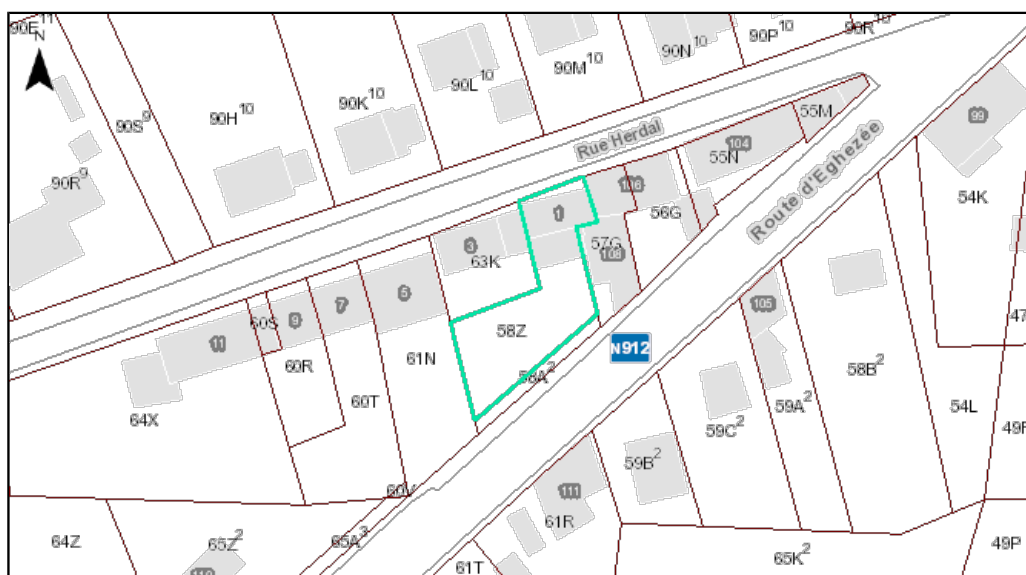 90E¹¹
N
90S⁹
90H¹⁰
90K¹⁰
90L¹⁰
90M¹⁰
90N¹⁰
90P¹⁰
90R¹⁰
90R⁹
Rue Herdal
55M
104
55N
99
106
56G
54K
Route d'Eghezée
1
57G
108
3
63K
5
7
9
11
60S
58Z
N912
105
47
61N
60R
58A²
58B²
60T
59A²
54L
59C²
64X
49F
59B²
60V
111
61R
64Z
65Z²
65A³
49P
65K²
61T
110